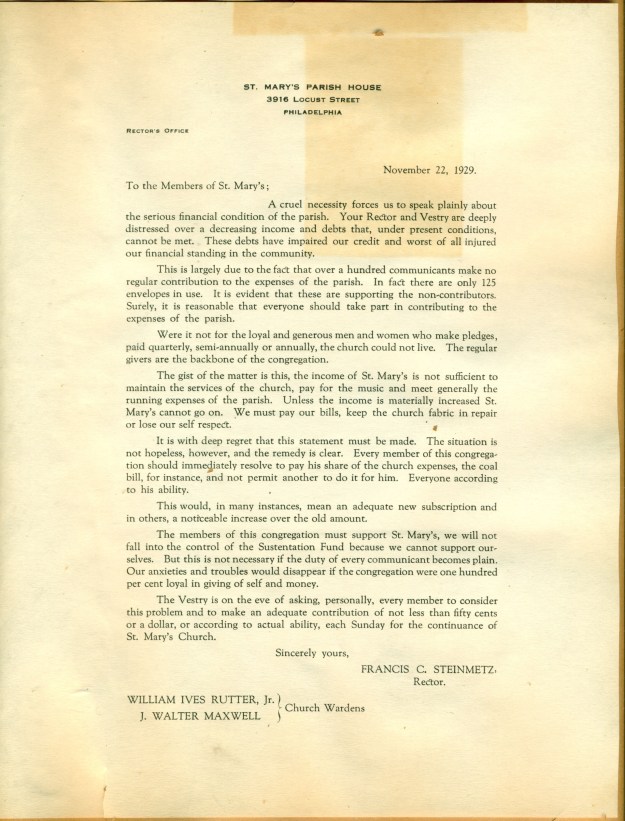 ST. MARY'S PARISH HOUSE
3916 LOCUST STREET
PHILADELPHIA
RECTOR'S OFFICE
November 22, 1929.
To the Members of St. Mary's;
A cruel necessity forces us to speak plainly about
the serious financial condition of the parish. Your Rector and Vestry are deeply
distressed over a decreasing income and debts that, under present conditions,
cannot be met. These debts have impaired our credit and worst of all injured
our financial standing in the community.
This is largely due to the fact that over a hundred communicants make no
regular contribution to the expenses of the parish. In fact there are only 125
envelopes in use. It is evident that these are supporting the non-contributors.
Surely, it is reasonable that everyone should take part in contributing to the
expenses of the parish.
Were it not for the loyal and generous men and women who make pledges,
paid quarterly, semi-annually or annually, the church could not live. The regular
givers are the backbone of the congregation.
The gist of the matter is this, the income of St. Mary's is not sufficient to
maintain the services of the church, pay for the music and meet generally the
running expenses of the parish. Unless the income is materially increased St.
Mary's cannot go on. We must pay our bills, keep the church fabric in repair
or lose our self respect.
It is with deep regret that this statement must be made. The situation is
not hopeless, however, and the remedy is clear. Every member of this congrega-
tion should immediately resolve to pay his share of the church expenses, the coal
bill, for instance, and not permit another to do it for him. Everyone according
to his ability.
This would, in many instances, mean an adequate new subscription and
in others, a noticeable increase over the old amount.
The members of this congregation must support St. Mary's, we will not
fall into the control of the Sustentation Fund because we cannot support our-
selves. But this is not necessary if the duty of every communicant becomes plain.
Our anxieties and troubles would disappear if the congregation were one hundred
per cent loyal in giving of self and money.
The Vestry is on the eve of asking, personally, every member to consider
this problem and to make an adequate contribution of not less than fifty cents
or a dollar, or according to actual ability, each Sunday for the continuance of
St. Mary's Church.
Sincerely yours,
FRANCIS C. STEINMETZ,
Rector.
WILLIAM IVES RUTTER, Jr.
J. WALTER MAXWELL } Church Wardens